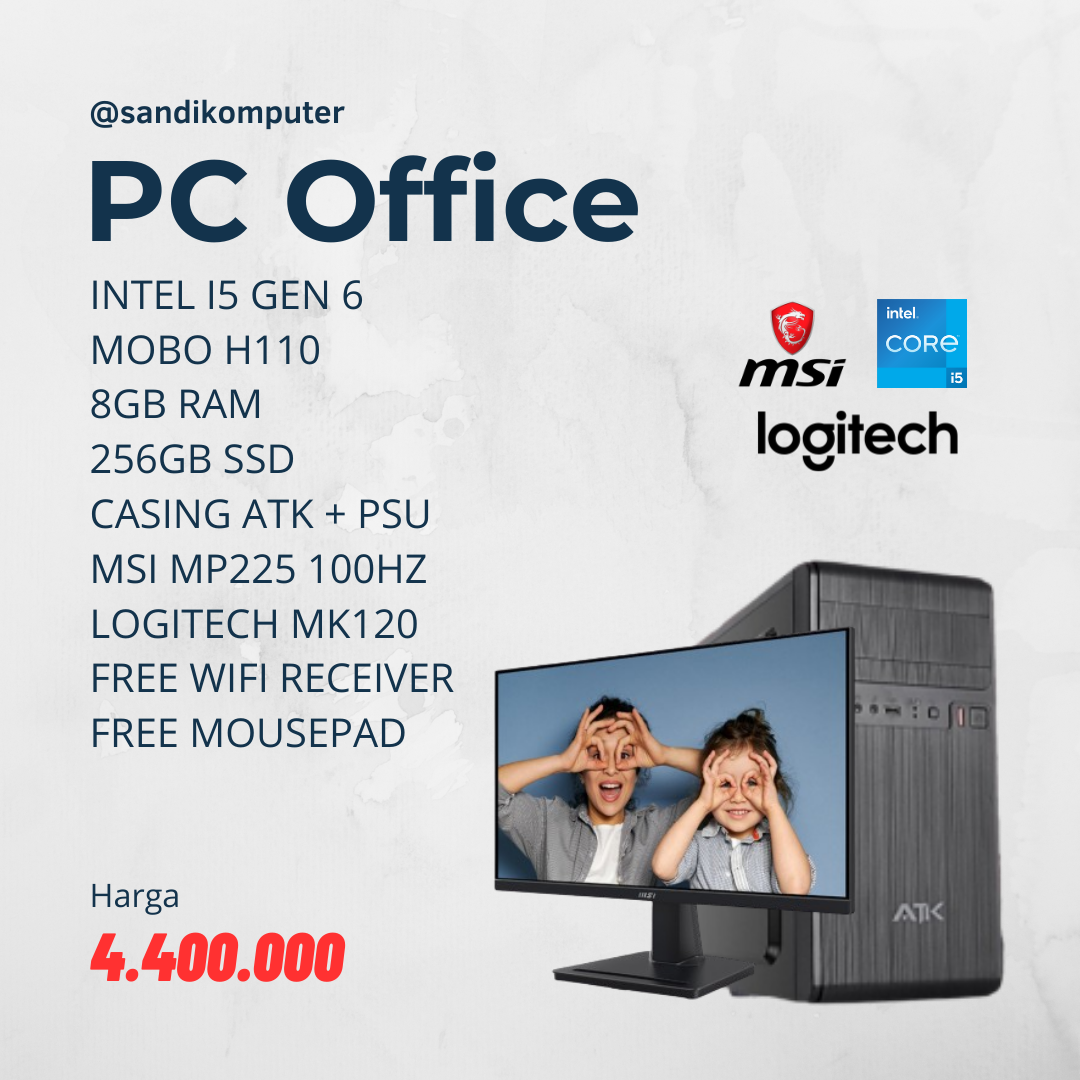 @sandikomputer
PC Office
INTEL I5 GEN 6
MOBO H110
8GB RAM
256GB SSD
CASING ATK + PSU
MSI MP225 100HZ
LOGITECH MK120
FREE WIFI RECEIVER
FREE MOUSEPAD
Harga
4.400.000
msi
intel.
CORE
i5
logitech
msi
ATK